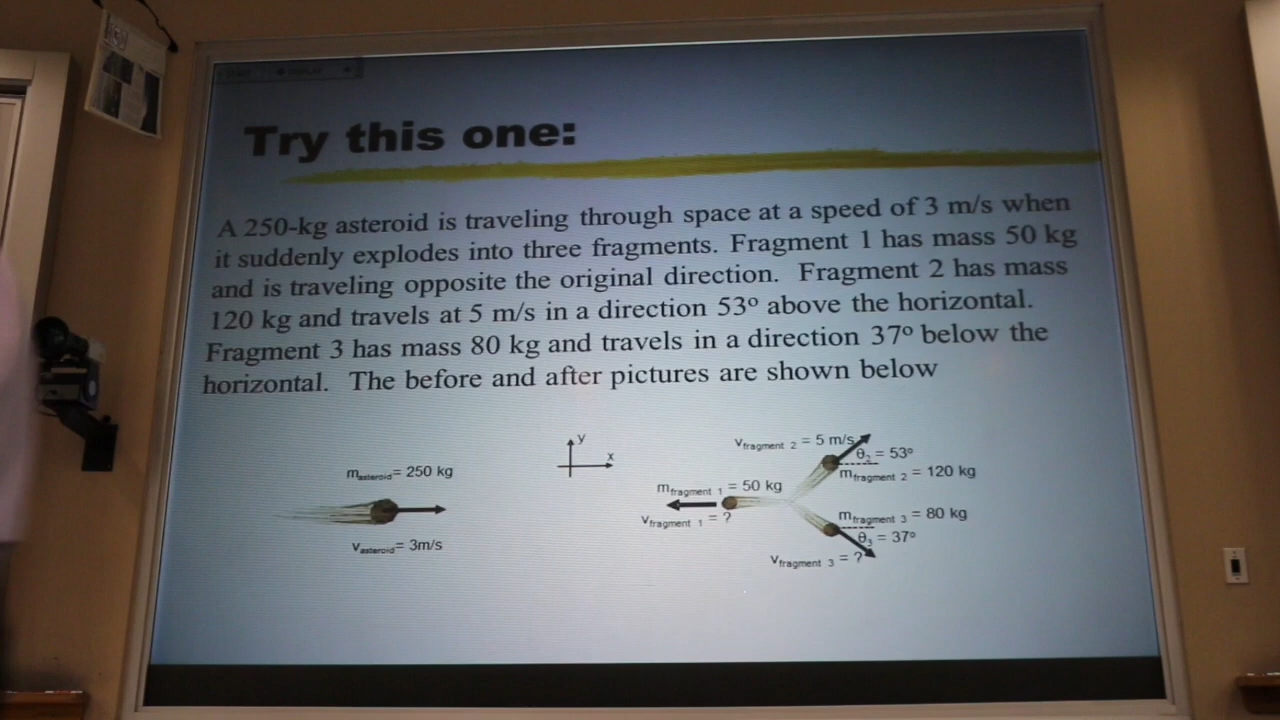 Try this one:
A 250-kg asteroid is traveling through space at a speed of 3 m/s when
it suddenly explodes into three fragments. Fragment 1 has mass 50 kg
and is traveling opposite the original direction. Fragment 2 has mass
120 kg and travels at 5 m/s in a direction 53º above the horizontal.
Fragment 3 has mass 80 kg and travels in a direction 37º below the
horizontal. The before and after pictures are shown below
masteroid= 250 kg
vasteroid= 3m/s
y
x
mfragment 1 = 50 kg
vfragment 1 = ?
vfragment 2 = 5 m/s
θ2 = 53º
mfragment 2 = 120 kg
mfragment 3 = 80 kg
θ3 = 37º
vfragment 3 = ?